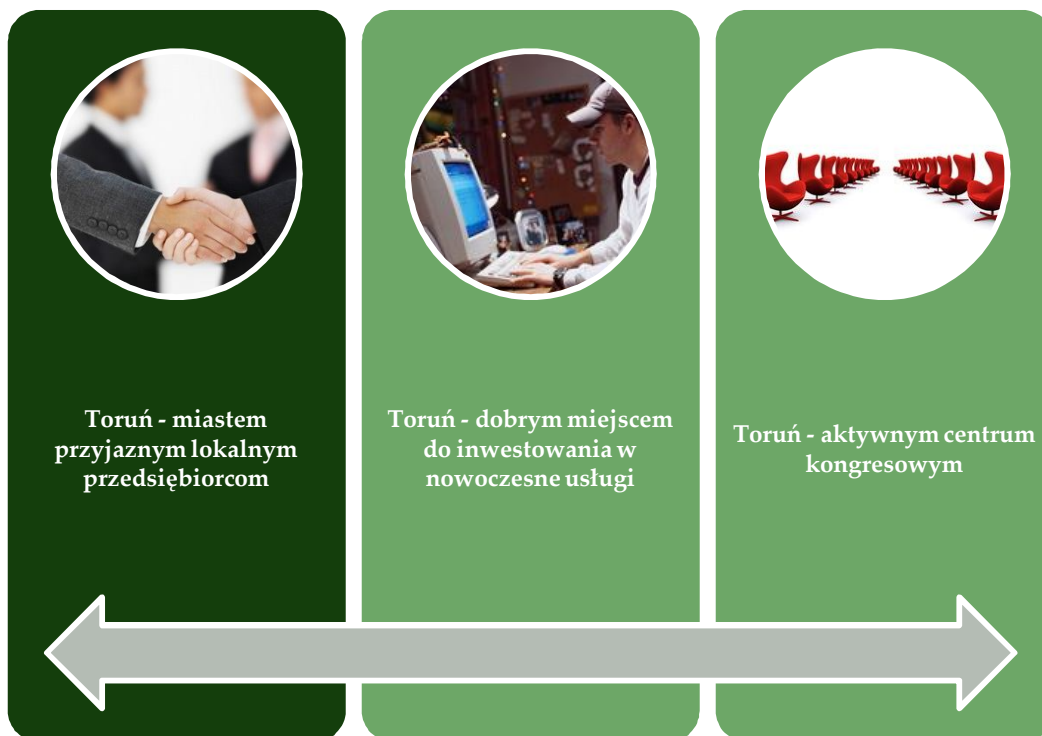 Toruń - miastem
przyjaznym lokalnym
przedsiębiorcom
Toruń - dobrym miejscem
do inwestowania w
nowoczesne usługi
Toruń - aktywnym centrum
kongresowym